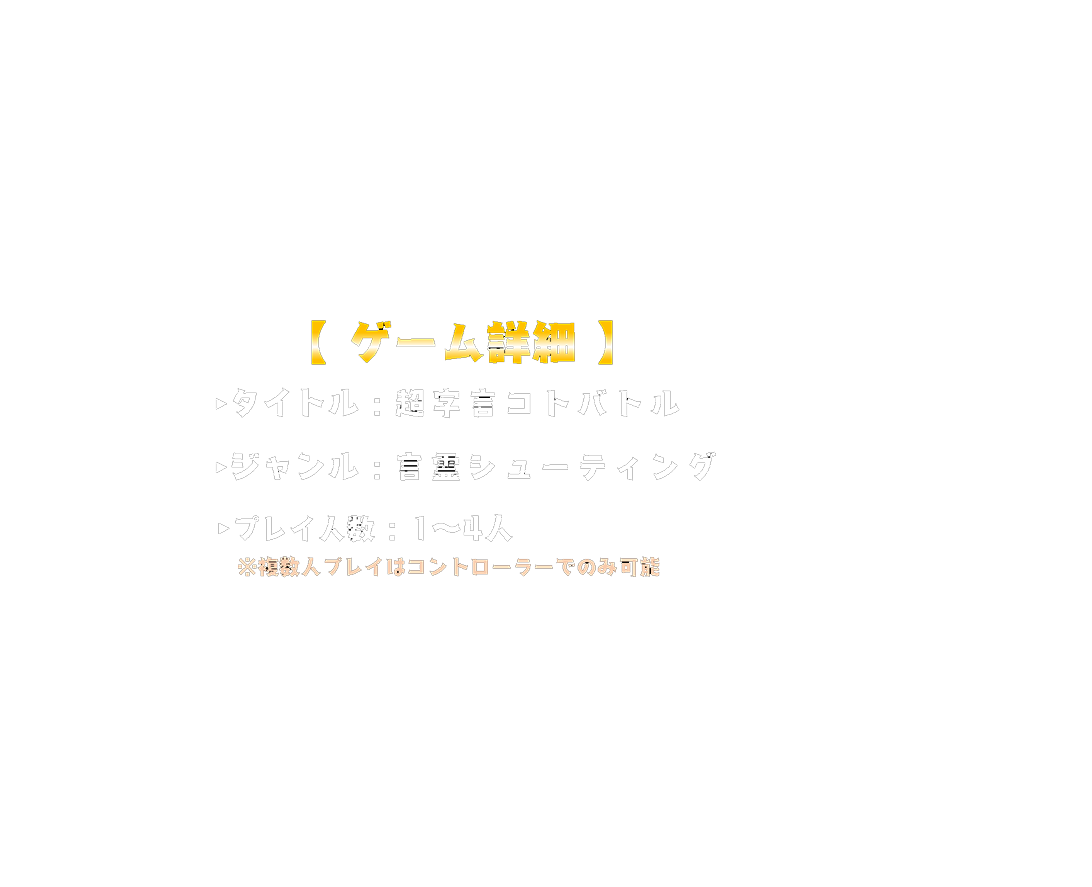 【 ゲーム詳細 】
▶タイトル：超字言コトバトル
▶ジャンル：言霊シューティング
▶プレイ人数：1～4人
※複数人プレイはコントローラーでのみ可能